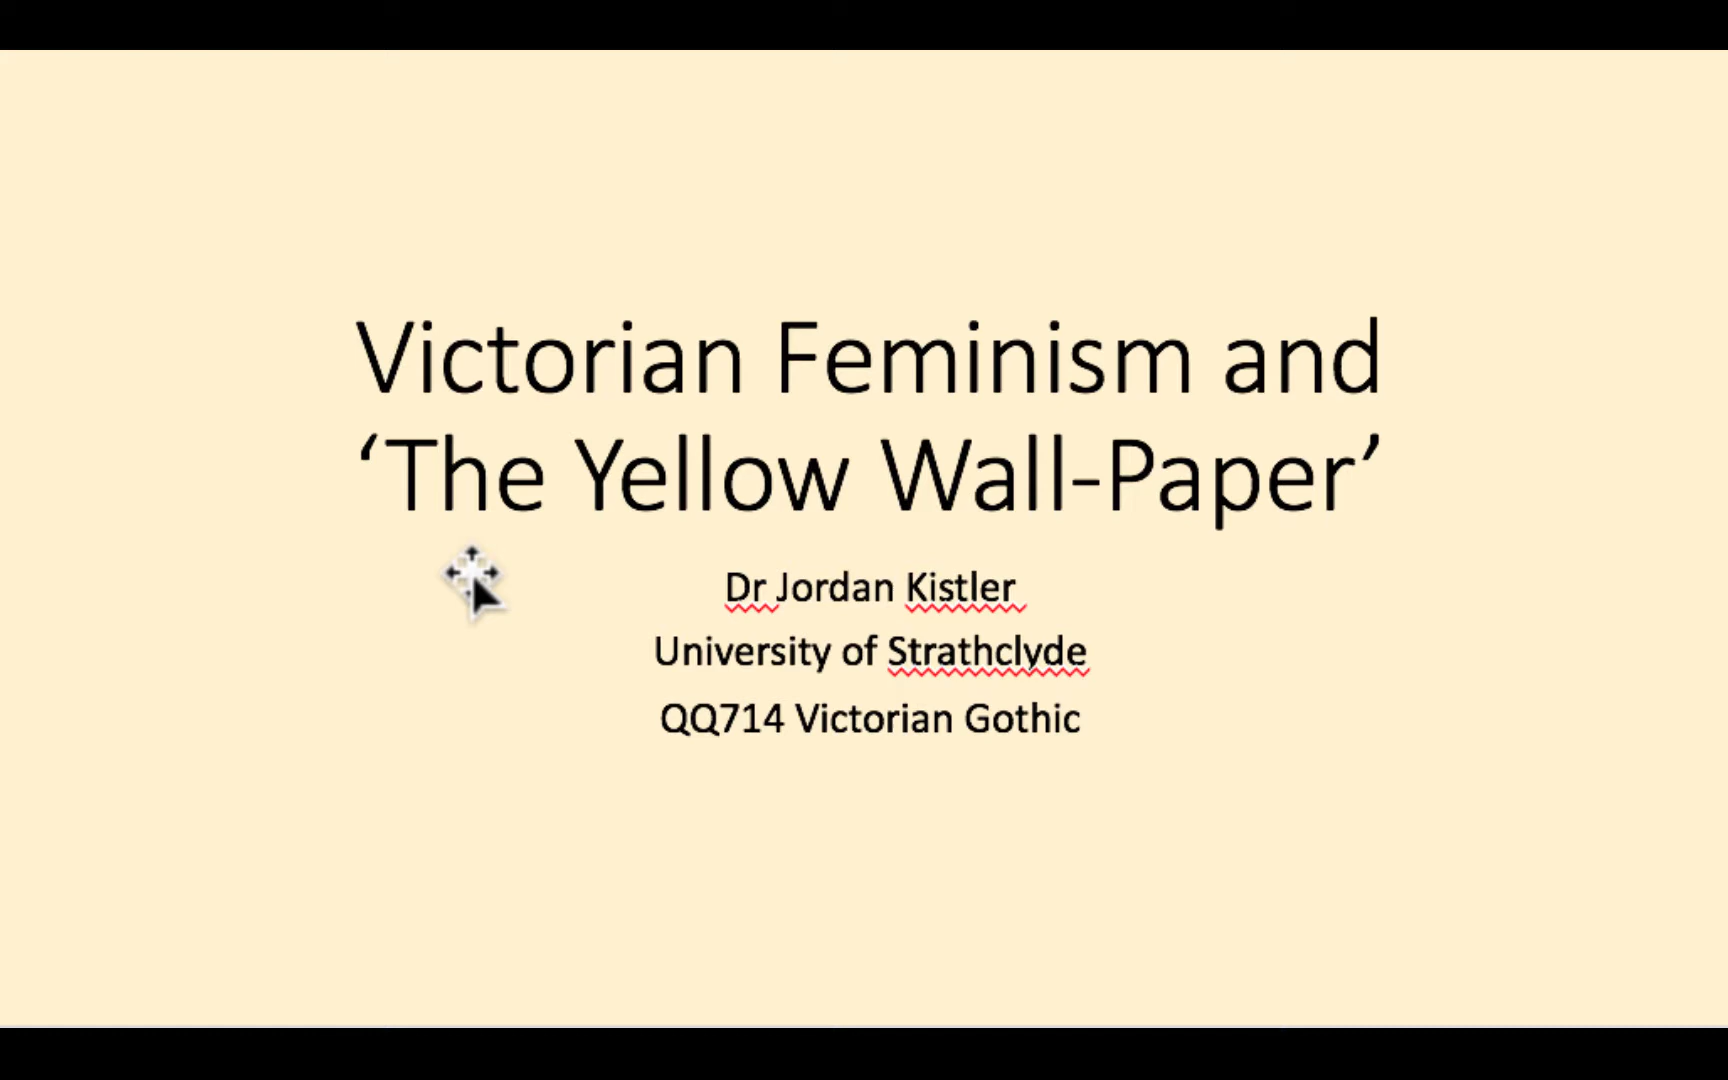 Victorian Feminism and
‘The Yellow Wall-Paper’
Dr Jordan Kistler
University of Strathclyde
QQ714 Victorian Gothic